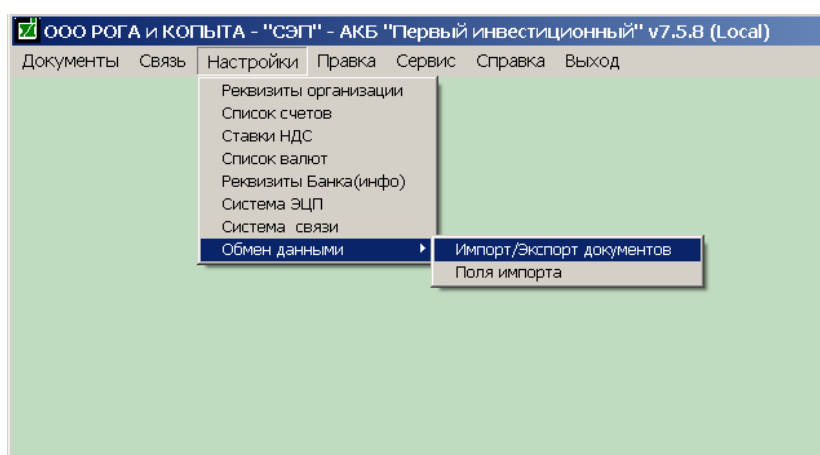 ООО РОГА и КОПЫТА - "СЭП" - АКБ "Первый инвестиционный" v7.5.8 (Local)
Документы Связь Настройки Правка Сервис Справка Выход
Реквизиты организации
Список счетов
Ставки НДС
Список валют
Реквизиты Банка(инфо)
Система ЭЦП
Система связи
Обмен данными
Импорт/Экспорт документов
Поля импорта